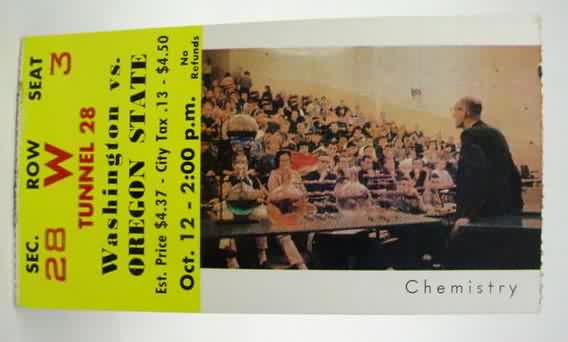 SEC. ROW SEAT
28 W 3
TUNNEL 28
Washington vs.
OREGON STATE
Est. Price $4.37 - City Tax .13 - $4.50
Oct. 12 - 2:00 p.m. No Refunds
Chemistry